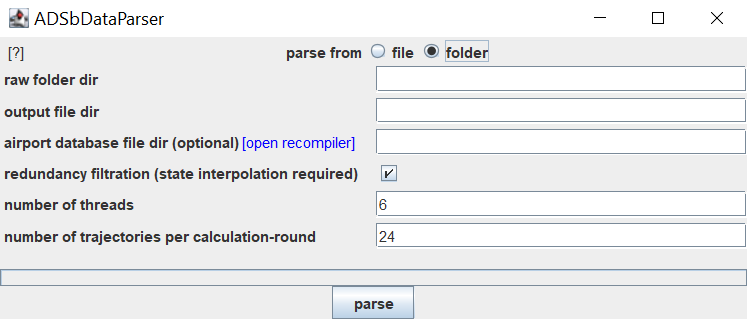 ADSbDataParser
[?] parse from file folder
raw folder dir
output file dir
airport database file dir (optional) [open recompiler]
redundancy filtration (state interpolation required)
number of threads 6
number of trajectories per calculation-round 24
parse